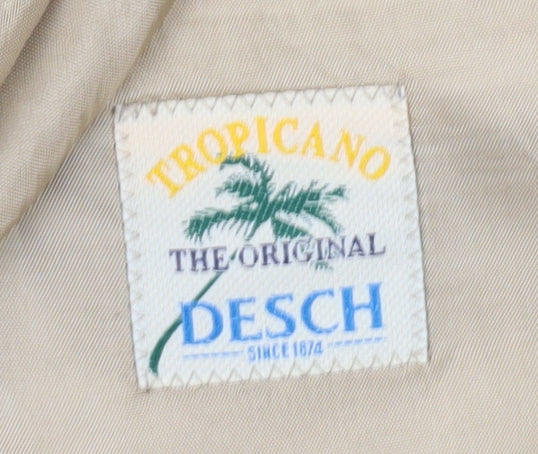 TROPICANO
THE ORIGINAL
DESCH
SINCE 1874